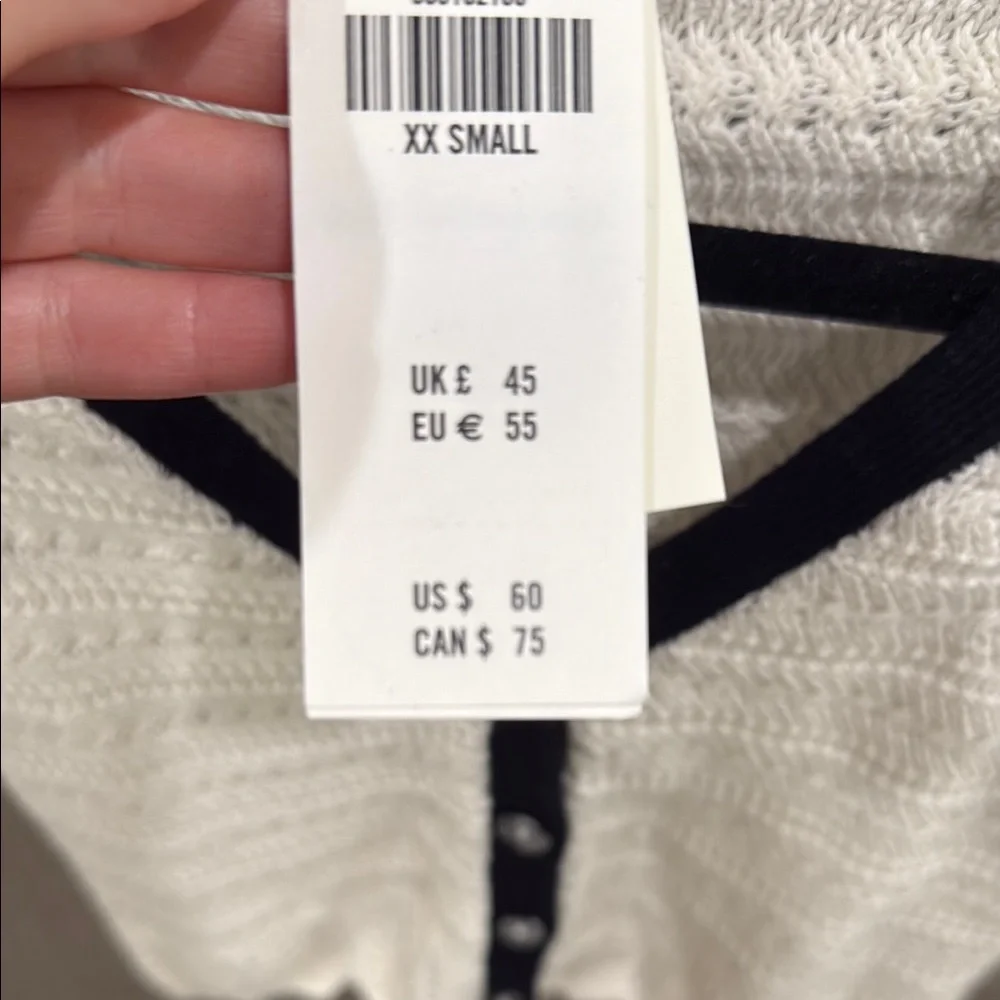 XX SMALL
UK £ 45
EU € 55
US $ 60
CAN $ 75